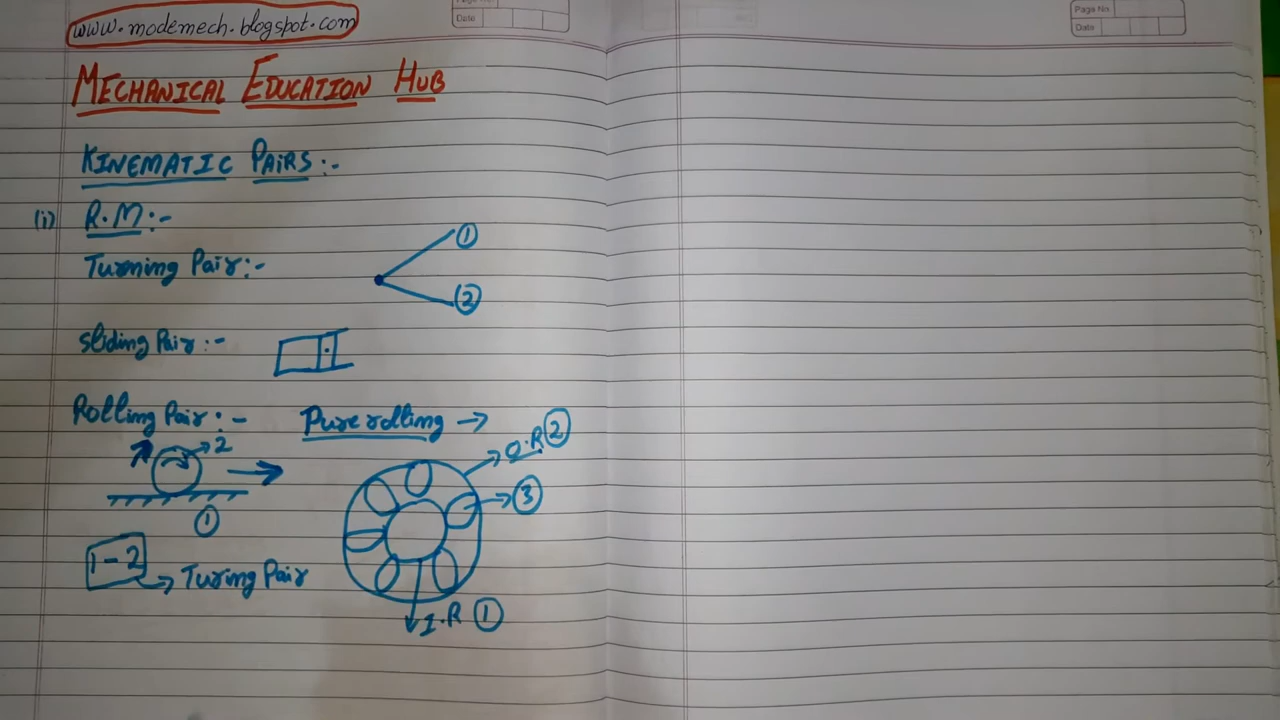 www.modemech.blogspot.com
Page No.
Date
Page No.
Date
MECHANICAL EDUCATION HUB
KINEMATIC PAIRS:-
(i) R.M:-
Turning Pair:-
1
2
Sliding Pair:-
Rolling Pair:- Pure rolling →
2
1
O.R 2
3
I.R 1
1-2
Turing Pair